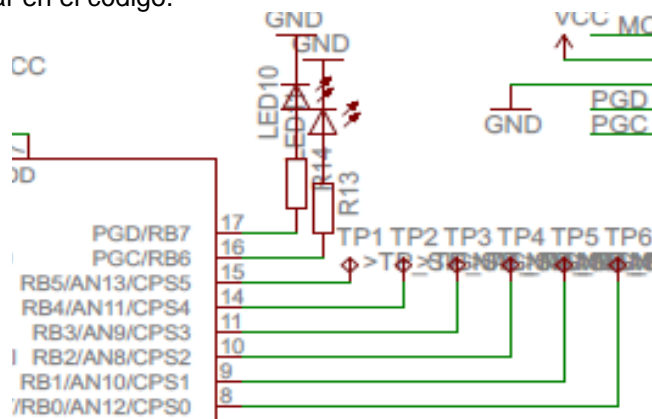 ar en el código.
GND
GND
VCC MC
CC
LED10
GND
PGD
PGC
DD
R14
R13
PGD/RB7 17
PGC/RB6 16
TP1 TP2 TP3 TP4 TP5 TP6
RB5/AN13/CPS5 15
RB4/AN11/CPS4 14
RB3/AN9/CPS3 11
RB2/AN8/CPS2 10
RB1/AN10/CPS1 9
/RB0/AN12/CPS0 8